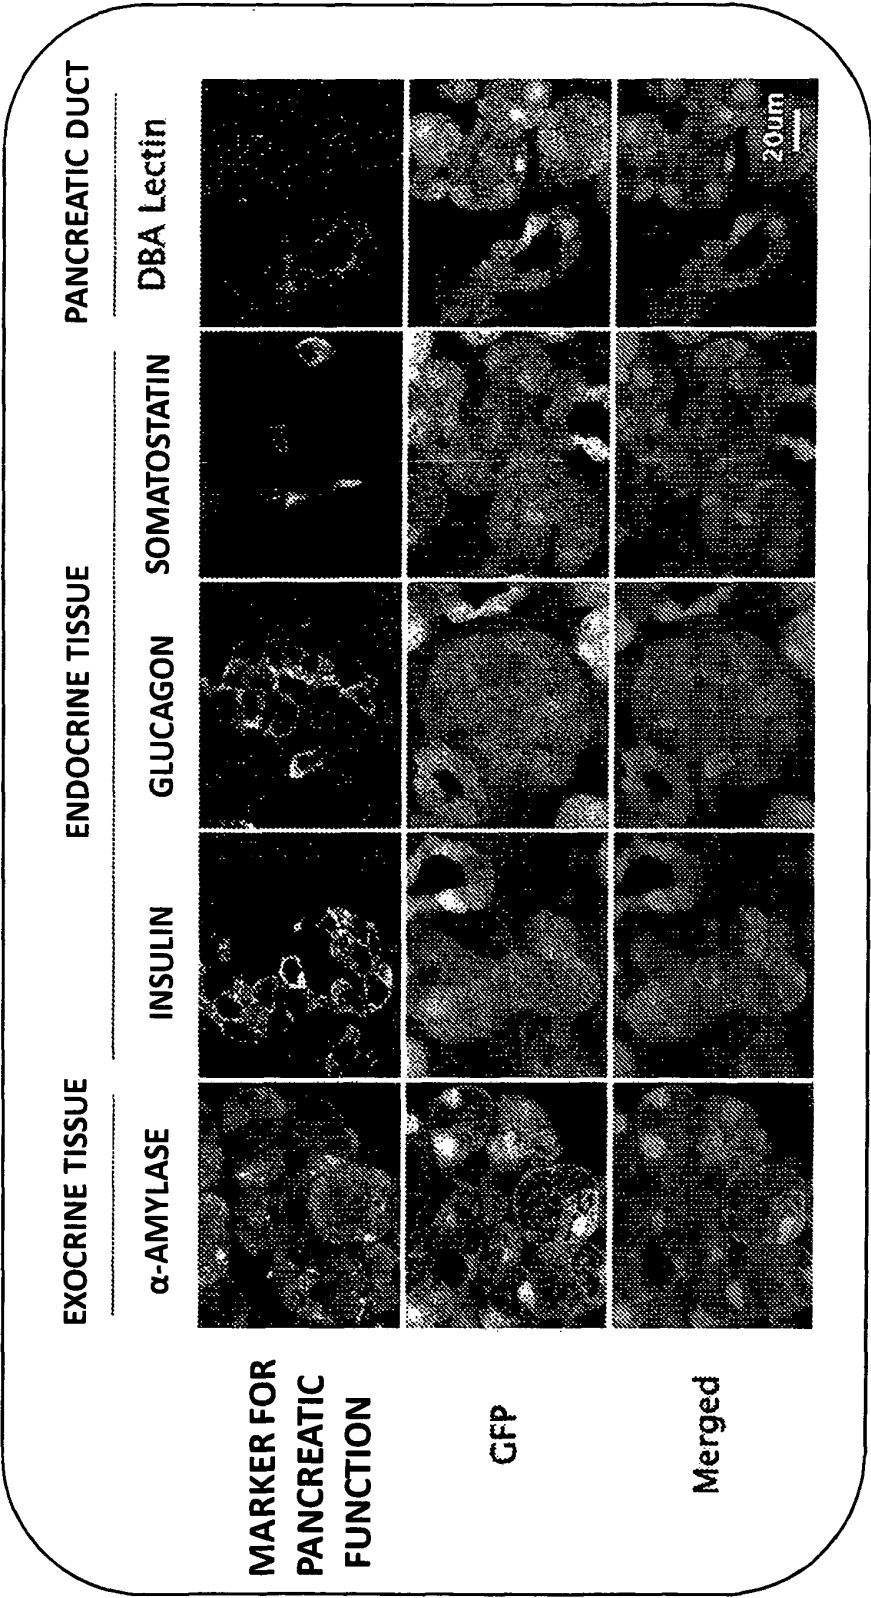 EXOCRINE TISSUE
ENDOCRINE TISSUE
PANCREATIC DUCT
α-AMYLASE
INSULIN
GLUCAGON
SOMATOSTATIN
DBA Lectin
MARKER FOR
PANCREATIC
FUNCTION
GFP
Merged
20um